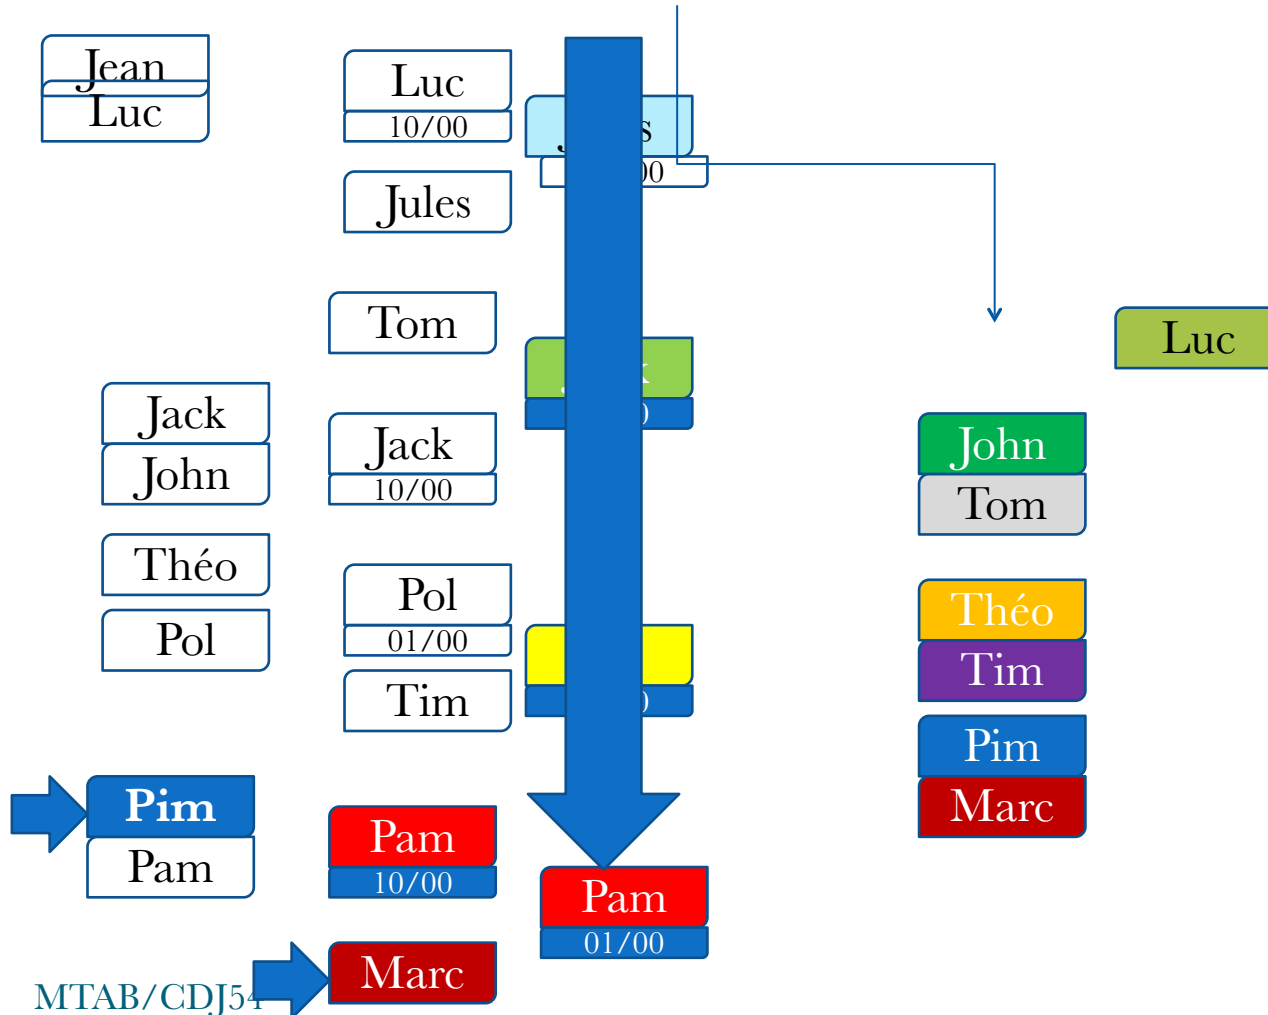 Jean
Luc
Luc
10/00
Jules
Tom
Jack
John
Jack
10/00
Théo
Pol
Pol
01/00
Tim
Pim
Pam
Pam
10/00
Marc
Pam
01/00
Luc
John
Tom
Théo
Tim
Pim
Marc
MTAB/CDJ54